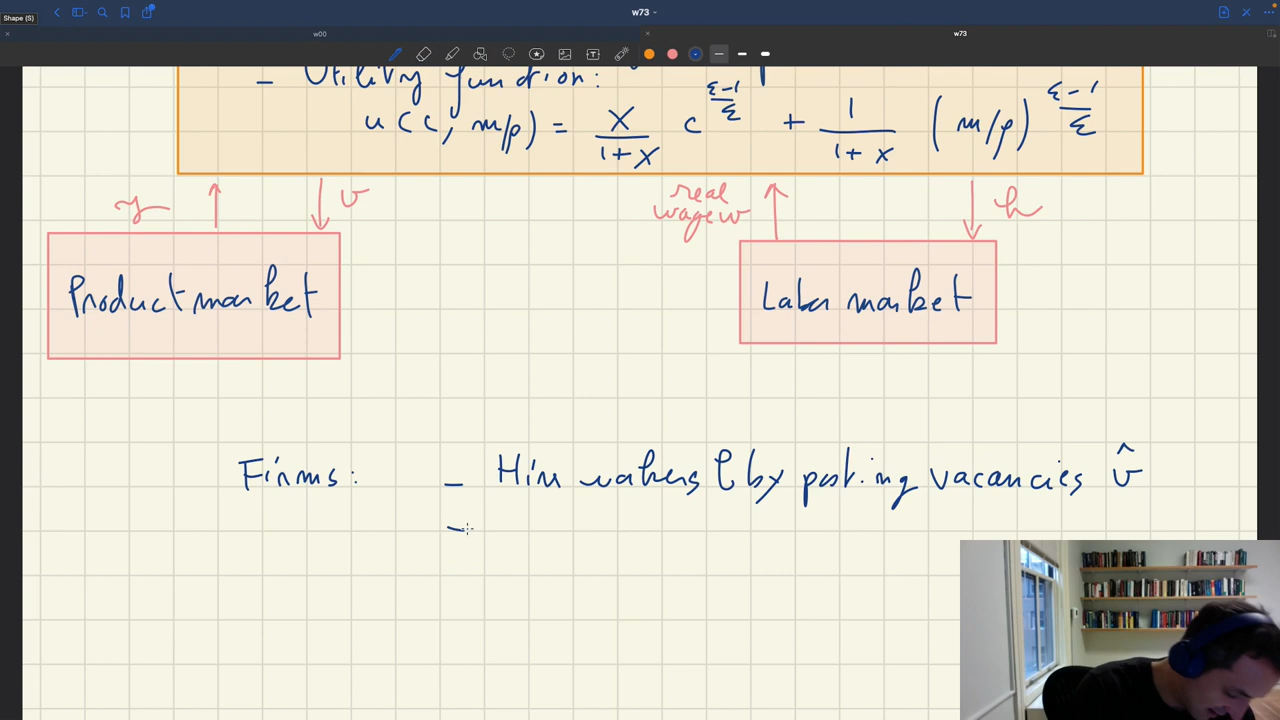 w73
Shape (S)
w00
w73
- Utility function:
u(c, m/p) = χ/(1+χ) c^((ε-1)/ε) + 1/(1+χ) (m/p)^((ε-1)/ε)
y
v
real
wage w
h
Product market
Labor market
Firms: - Hire workers l by posting vacancies v̂
-